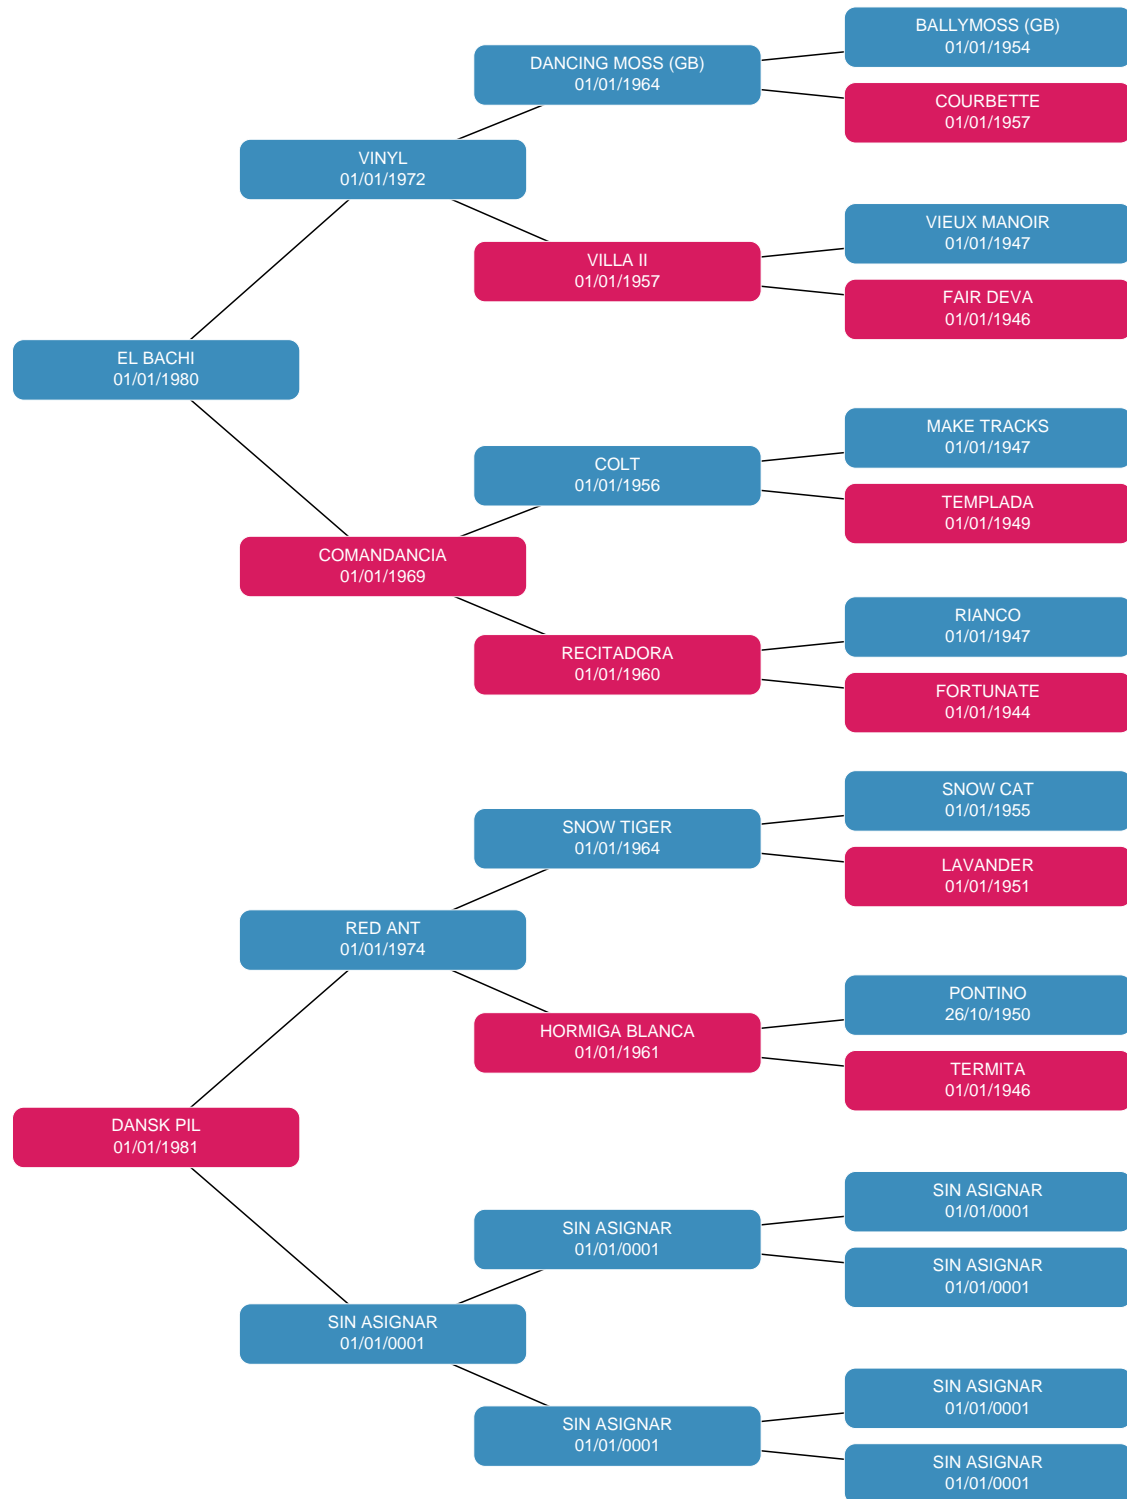 BALLYMOSS (GB)
01/01/1954
DANCING MOSS (GB)
01/01/1964
COURBETTE
01/01/1957
VINYL
01/01/1972
VIEUX MANOIR
01/01/1947
VILLA II
01/01/1957
FAIR DEVA
01/01/1946
EL BACHI
01/01/1980
MAKE TRACKS
01/01/1947
COLT
01/01/1956
TEMPLADA
01/01/1949
COMANDANCIA
01/01/1969
RIANCO
01/01/1947
RECITADORA
01/01/1960
FORTUNATE
01/01/1944
SNOW CAT
01/01/1955
SNOW TIGER
01/01/1964
LAVANDER
01/01/1951
RED ANT
01/01/1974
PONTINO
26/10/1950
HORMIGA BLANCA
01/01/1961
TERMITA
01/01/1946
DANSK PIL
01/01/1981
SIN ASIGNAR
01/01/0001
SIN ASIGNAR
01/01/0001
SIN ASIGNAR
01/01/0001
SIN ASIGNAR
01/01/0001
SIN ASIGNAR
01/01/0001
SIN ASIGNAR
01/01/0001
SIN ASIGNAR
01/01/0001